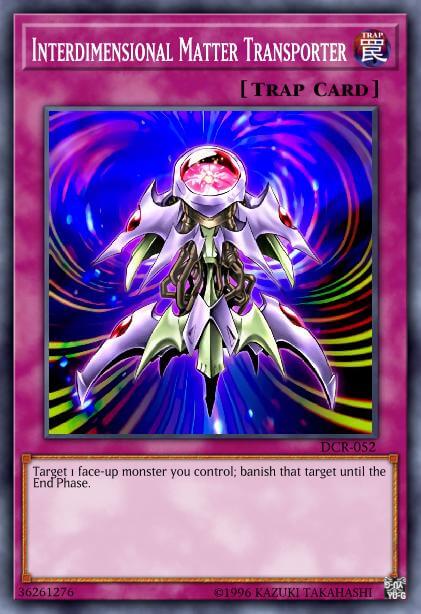 Interdimensional Matter Transporter
TRAP
罠
[Trap Card]
DCR-052
Target 1 face-up monster you control; banish that target until the
End Phase.
36261276
©1996 KAZUKI TAKAHASHI